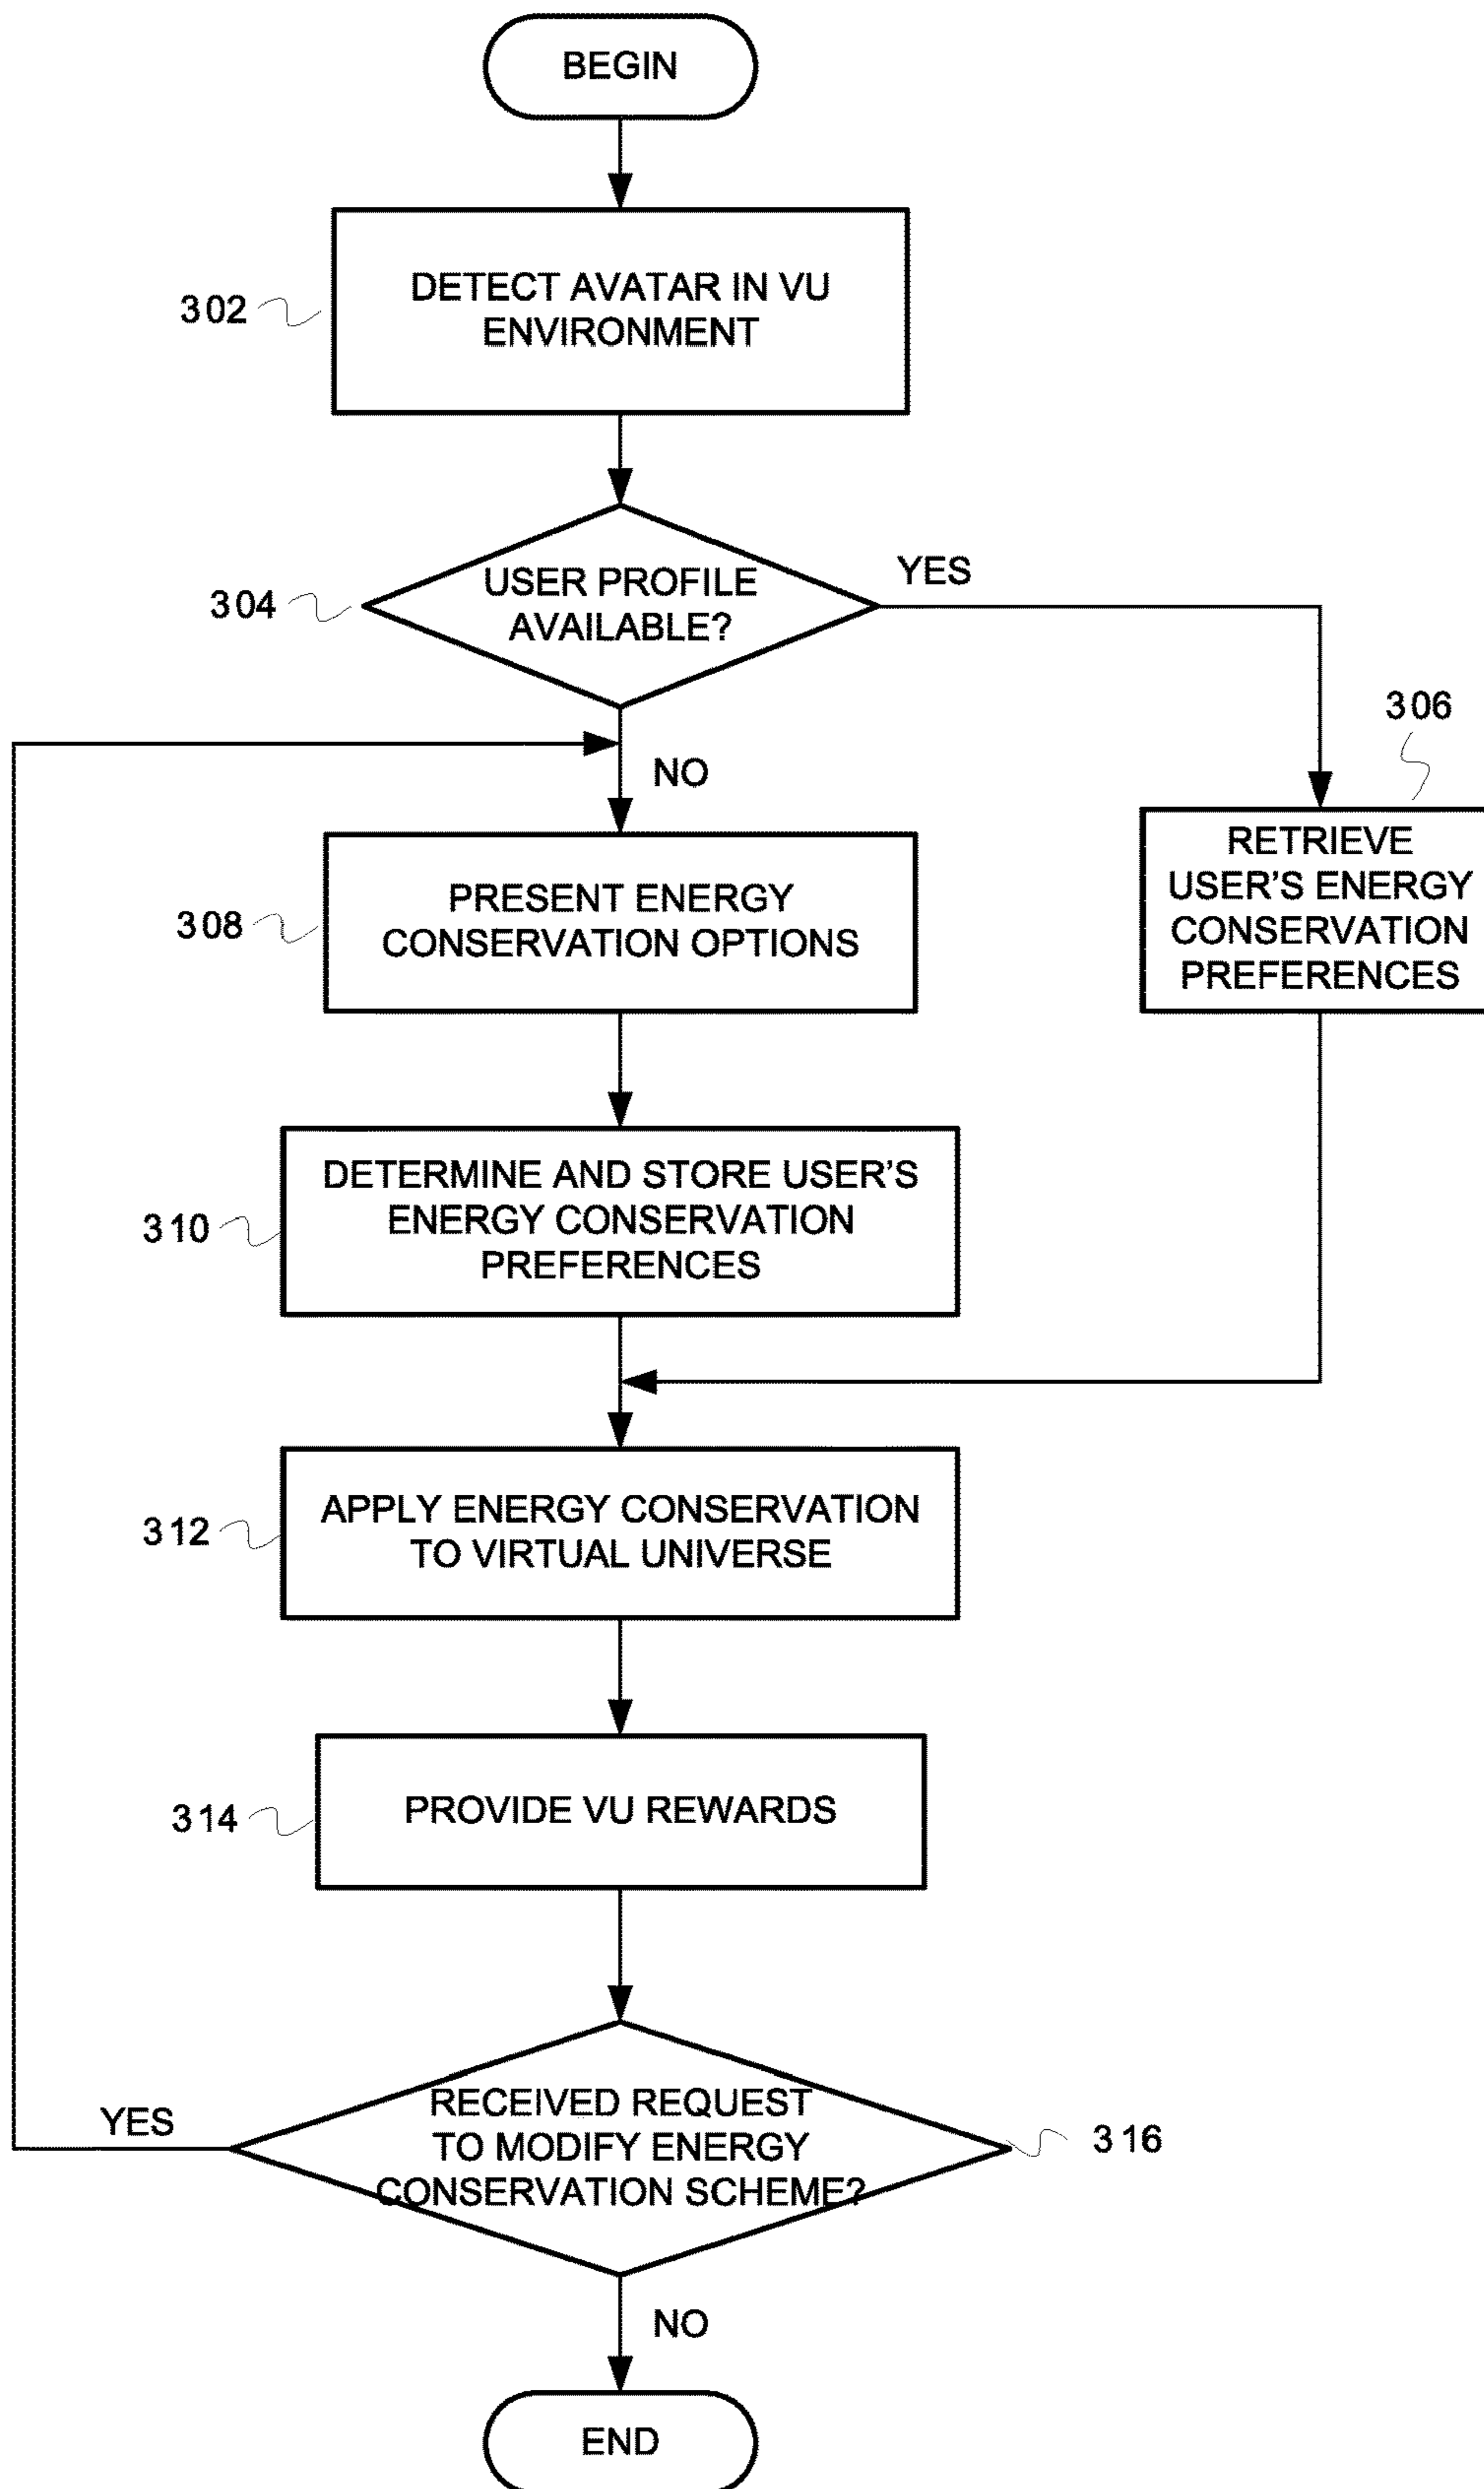 BEGIN
302
DETECT AVATAR IN VU
ENVIRONMENT
304
USER PROFILE
AVAILABLE?
YES
306
NO
RETRIEVE
USER'S ENERGY
CONSERVATION
PREFERENCES
308
PRESENT ENERGY
CONSERVATION OPTIONS
310
DETERMINE AND STORE USER'S
ENERGY CONSERVATION
PREFERENCES
312
APPLY ENERGY CONSERVATION
TO VIRTUAL UNIVERSE
314
PROVIDE VU REWARDS
YES
RECEIVED REQUEST
TO MODIFY ENERGY
CONSERVATION SCHEME?
316
NO
END